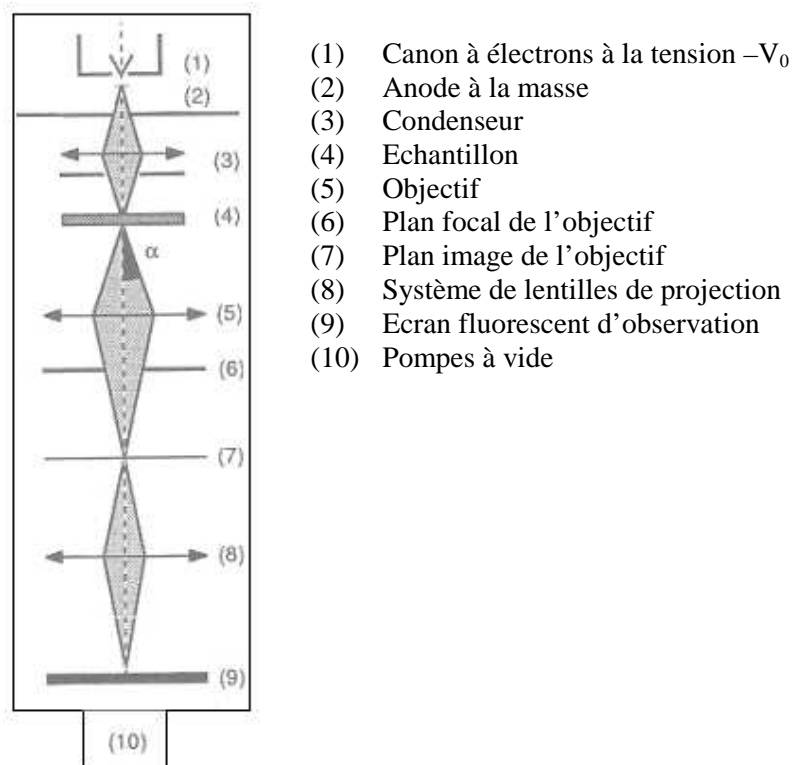 (1) Canon à électrons à la tension –V₀
(2) Anode à la masse
(3) Condenseur
(4) Echantillon
(5) Objectif
(6) Plan focal de l’objectif
(7) Plan image de l’objectif
(8) Système de lentilles de projection
(9) Ecran fluorescent d’observation
(10) Pompes à vide
(1)
(2)
(3)
(4)
α
(5)
(6)
(7)
(8)
(9)
(10)